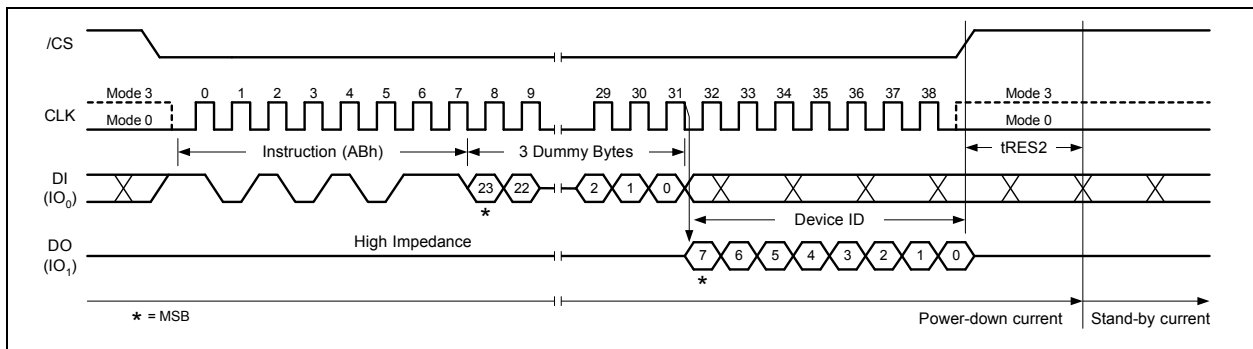 /CS
0 1 2 3 4 5 6 7 8 9 29 30 31 32 33 34 35 36 37 38
Mode 3 Mode 3
CLK
Mode 0 Mode 0
Instruction (ABh) 3 Dummy Bytes tRES2
DI
(IO0)
23 22 2 1 0
*
Device ID
High Impedance
DO
(IO1)
7 6 5 4 3 2 1 0
*
* = MSB
Power-down current Stand-by current